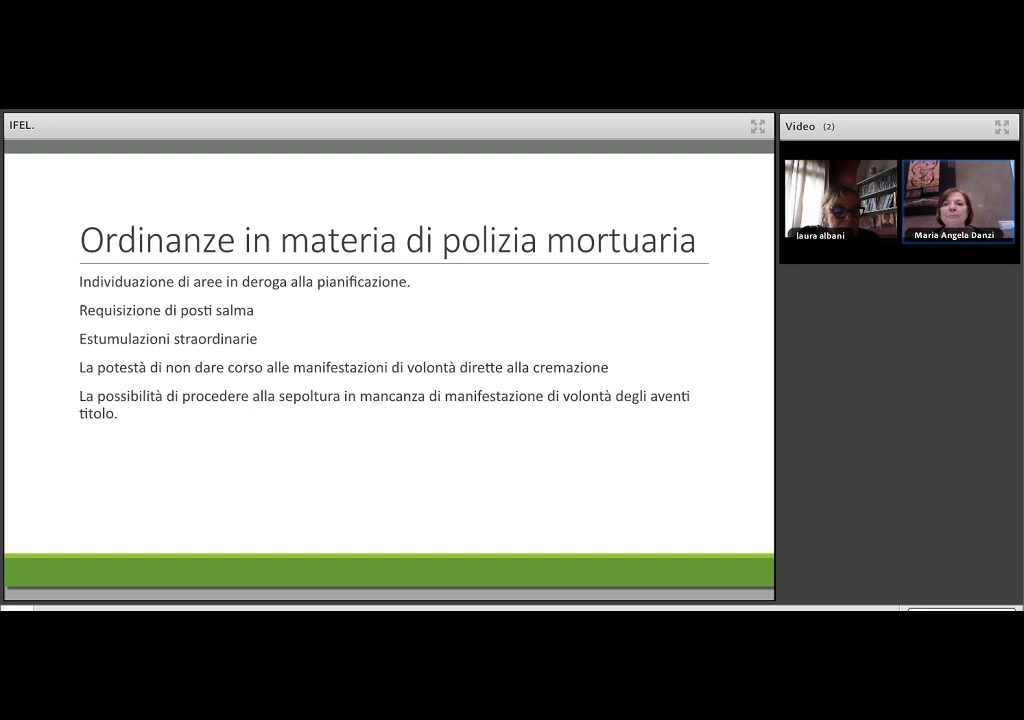 IFEL.
Video (2)
laura albani
Maria Angela Danzi
Ordinanze in materia di polizia mortuaria
Individuazione di aree in deroga alla pianificazione.
Requisizione di posti salma
Estumulazioni straordinarie
La potestà di non dare corso alle manifestazioni di volontà dirette alla cremazione
La possibilità di procedere alla sepoltura in mancanza di manifestazione di volontà degli aventi
titolo.